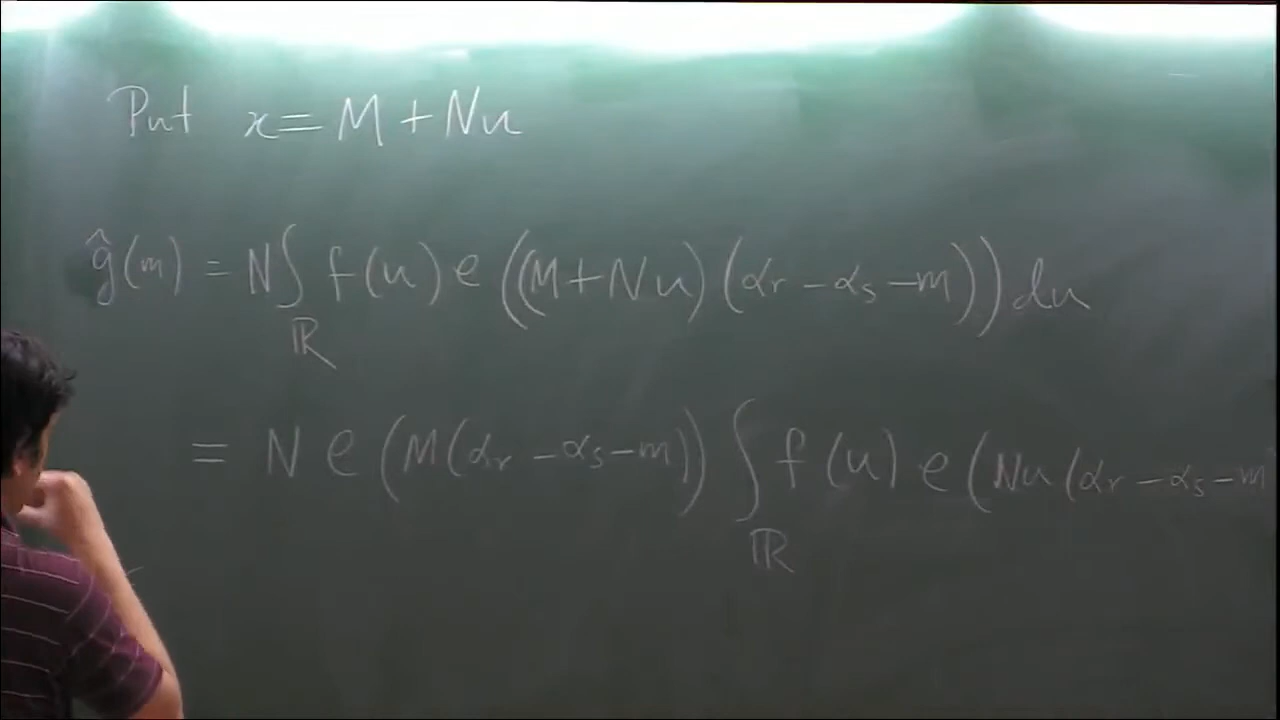 Put x = M + Nu
ĝ(m) = N ∫_ℝ f(u) e((M+Nu)(α_r − α_s − m)) du
= N e(M(α_r − α_s − m)) ∫_ℝ f(u) e(Nu(α_r − α_s − m